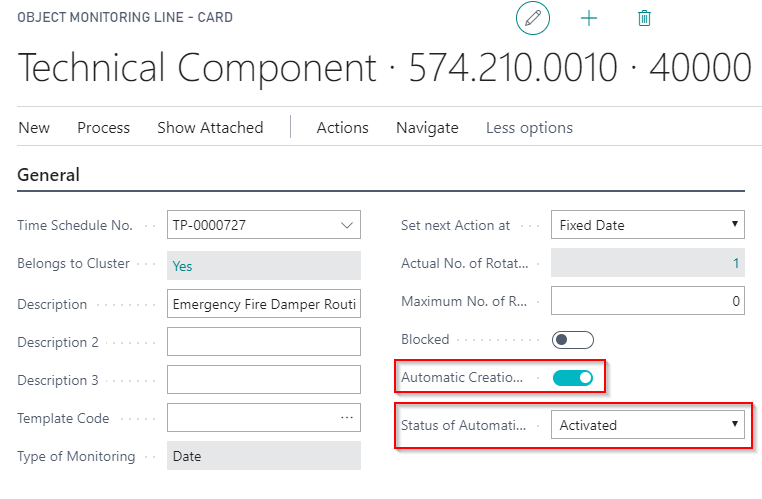 OBJECT MONITORING LINE - CARD
Technical Component · 574.210.0010 · 40000
New Process Show Attached Actions Navigate Less options
General
Time Schedule No. TP-0000727
Belongs to Cluster Yes
Description Emergency Fire Damper Routi
Description 2
Description 3
Template Code ...
Type of Monitoring Date
Set next Action at Fixed Date
Actual No. of Rotat... 1
Maximum No. of R... 0
Blocked
Automatic Creatio...
Status of Automati... Activated